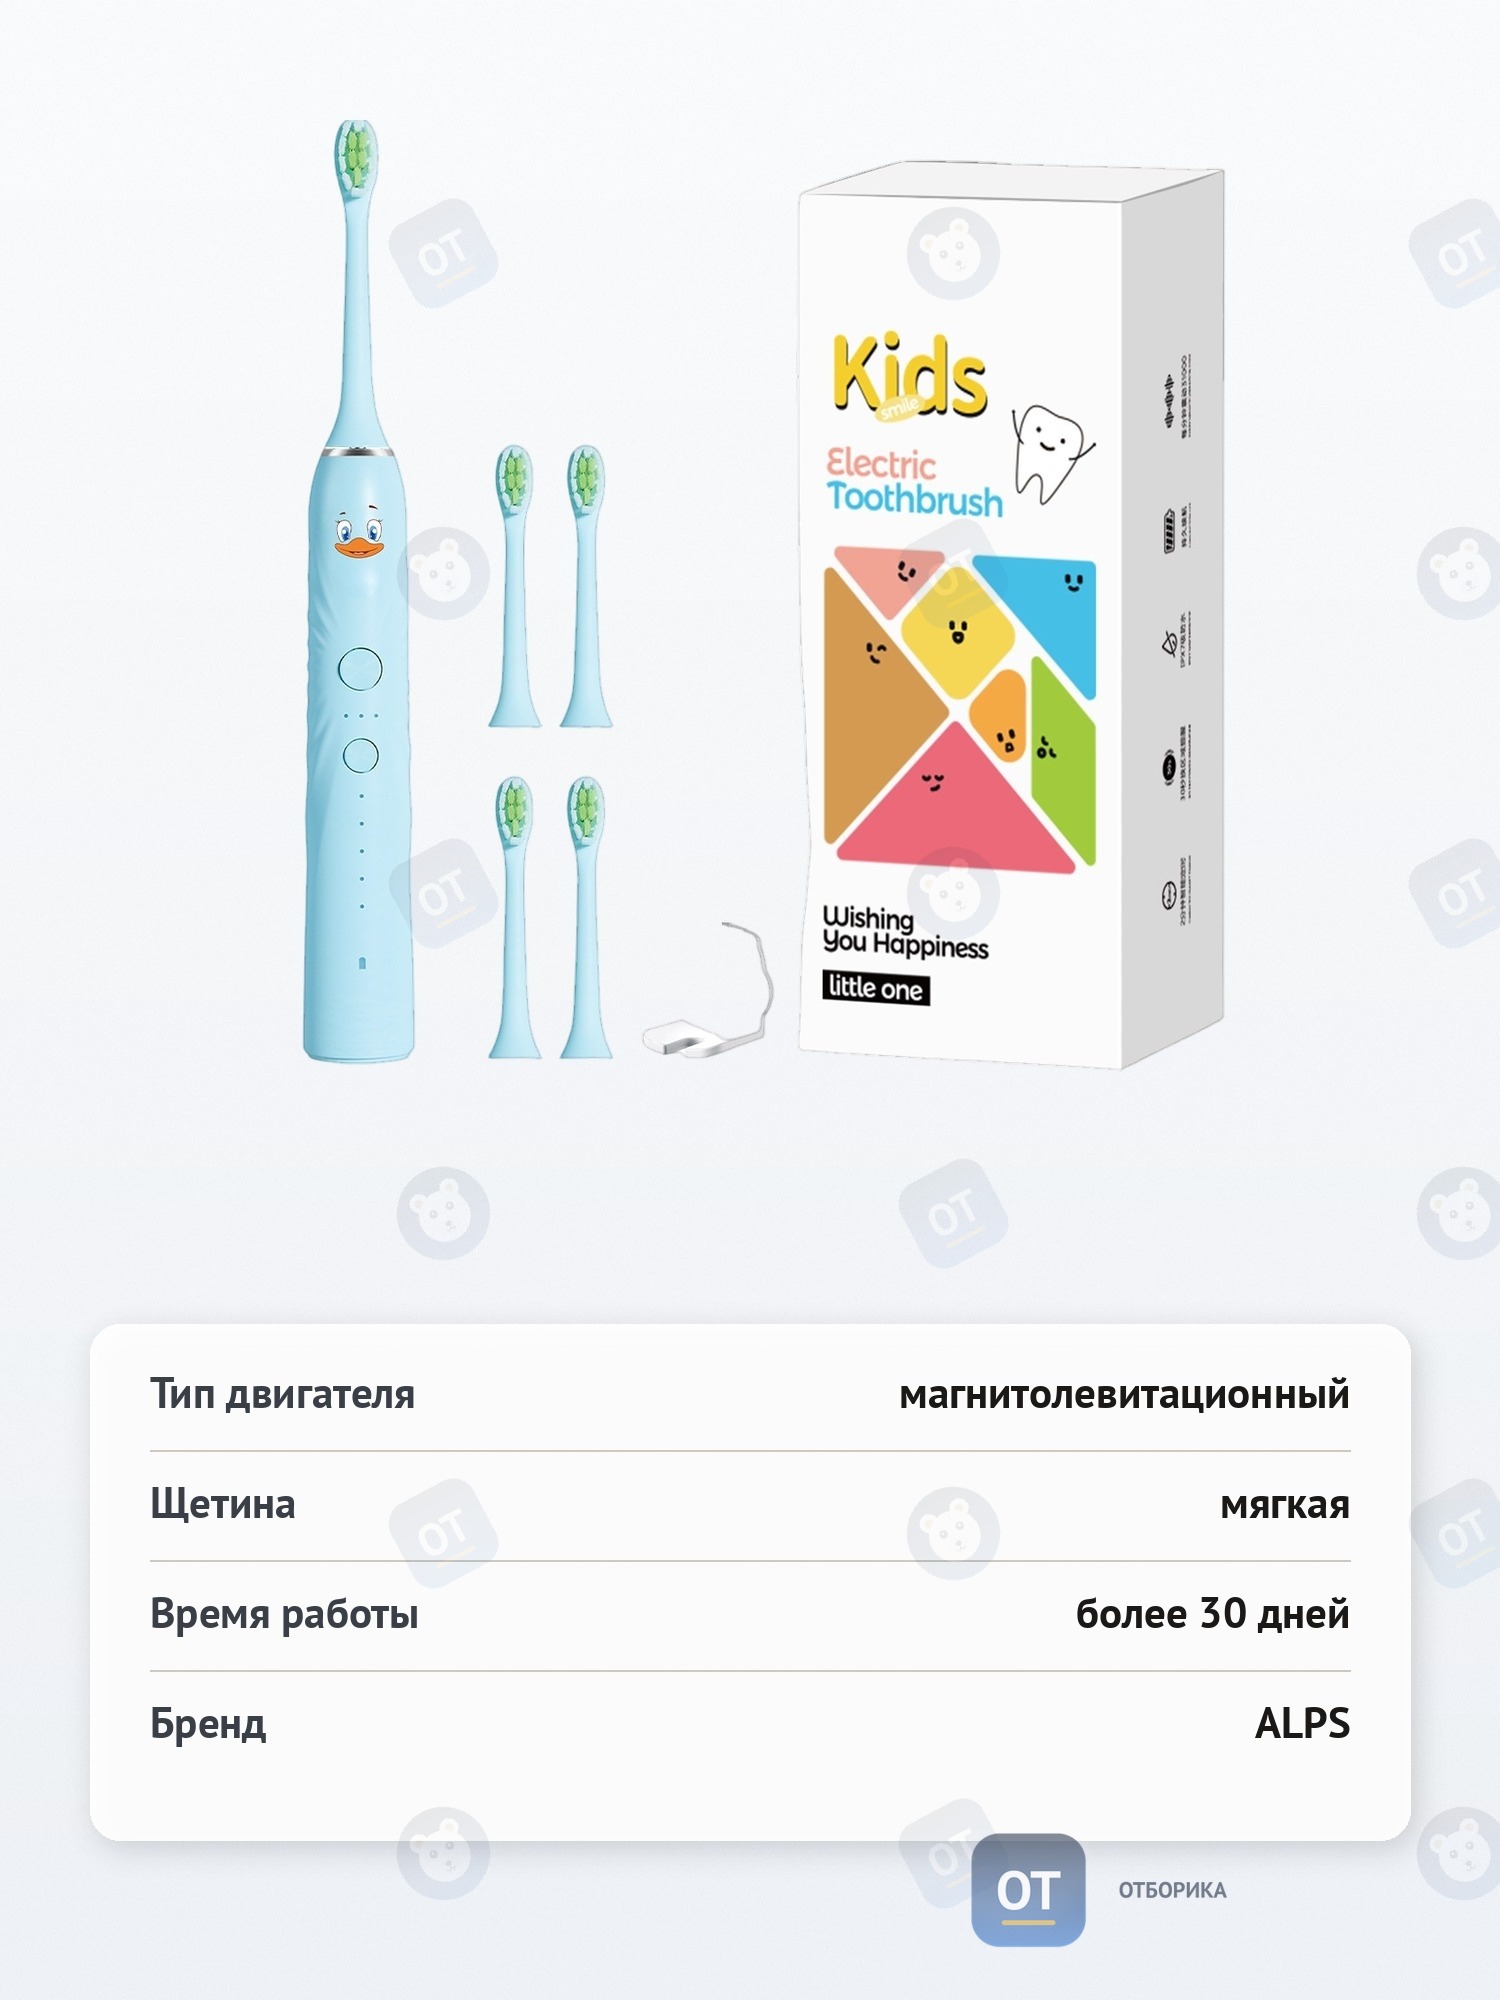 Kids
smile
Electric
Toothbrush
Wishing
You Happiness
little one
Тип двигателя магнитолевитационный
Щетина мягкая
Время работы более 30 дней
Бренд ALPS
ОТ
ОТБОРИКА